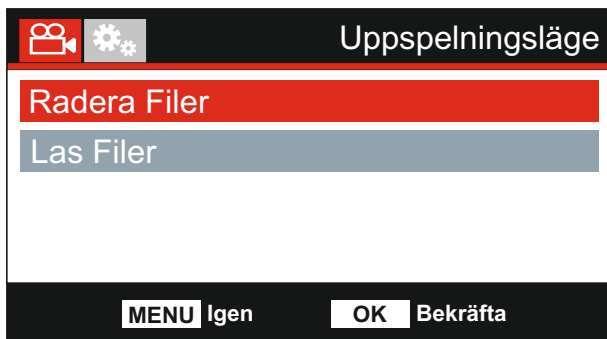 Uppspelningsläge
Radera Filer
Las Filer
MENU Igen OK Bekräfta